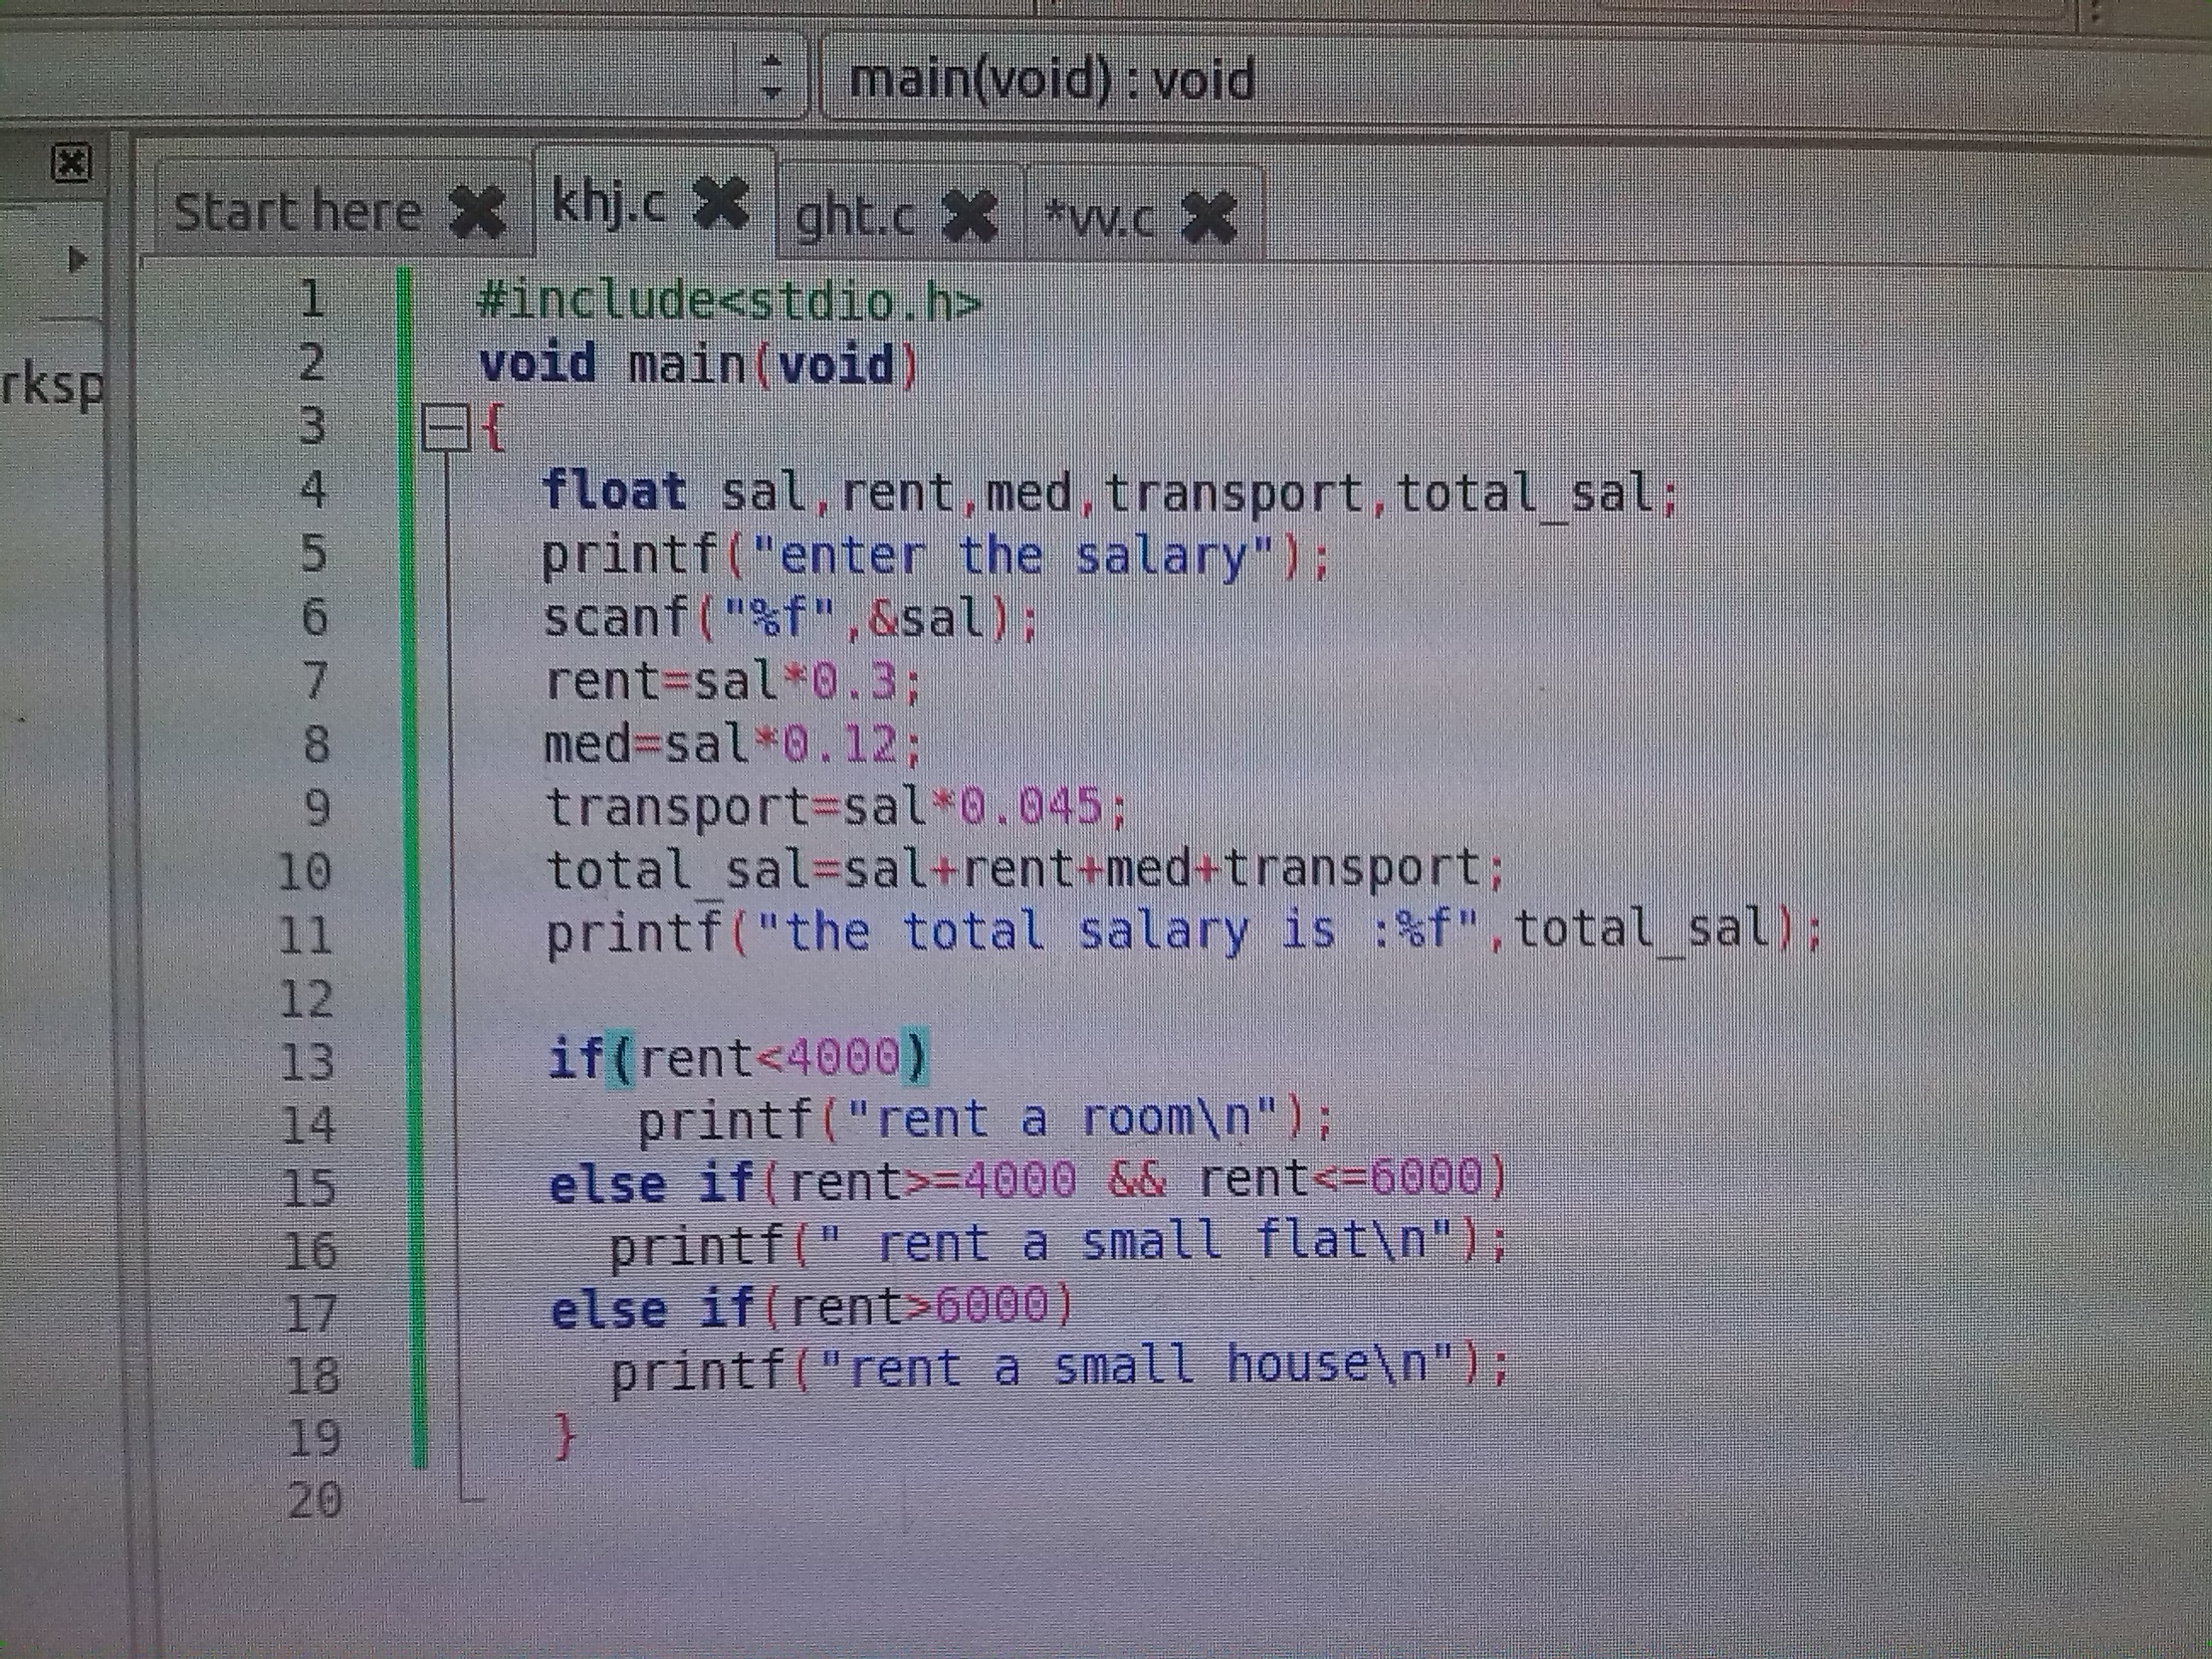 main(void) : void
Start here khj.c ght.c *vv.c
rksp
1 #include<stdio.h>
2 void main(void)
3 {
4 float sal,rent,med,transport,total_sal;
5 printf("enter the salary");
6 scanf("%f",&sal);
7 rent=sal*0.3;
8 med=sal*0.12;
9 transport=sal*0.045;
10 total_sal=sal+rent+med+transport;
11 printf("the total salary is :%f",total_sal);
12
13 if(rent<4000)
14 printf("rent a room\n");
15 else if(rent>=4000 && rent<=6000)
16 printf(" rent a small flat\n");
17 else if(rent>6000)
18 printf("rent a small house\n");
19 }
20